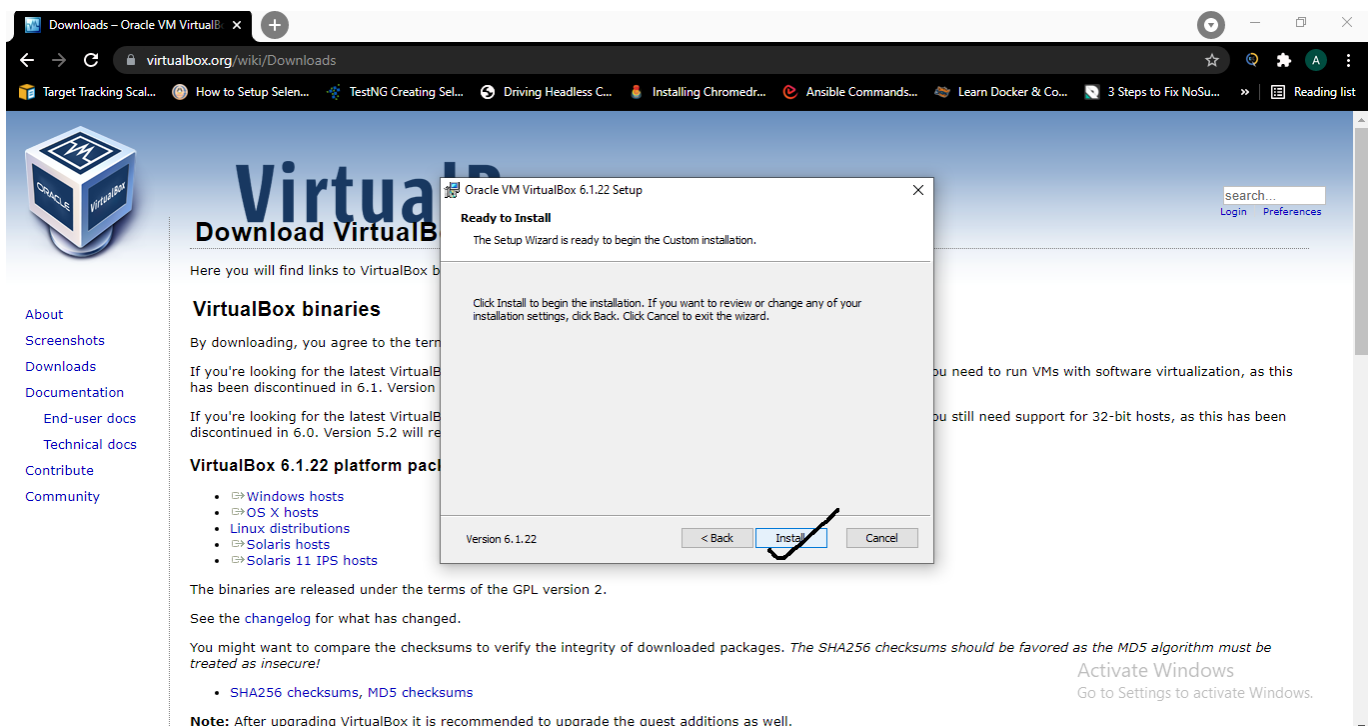 Downloads – Oracle VM VirtualB
virtualbox.org/wiki/Downloads
A
Target Tracking Scal...
How to Setup Selen...
TestNG Creating Sel...
Driving Headless C...
Installing Chromedr...
Ansible Commands...
Learn Docker & Co...
3 Steps to Fix NoSu...
»
Reading list
ORACLE
VirtualBox
search...
Login Preferences
Download VirtualB
Here you will find links to VirtualBox b
About
Screenshots
Downloads
Documentation
End-user docs
Technical docs
Contribute
Community
VirtualBox binaries
By downloading, you agree to the tern
If you're looking for the latest VirtualB
ou need to run VMs with software virtualization, as this
has been discontinued in 6.1. Version
If you're looking for the latest VirtualB
ou still need support for 32-bit hosts, as this has been
discontinued in 6.0. Version 5.2 will re
VirtualBox 6.1.22 platform pac
Windows hosts
OS X hosts
Linux distributions
Solaris hosts
Solaris 11 IPS hosts
The binaries are released under the terms of the GPL version 2.
See the changelog for what has changed.
You might want to compare the checksums to verify the integrity of downloaded packages. The SHA256 checksums should be favored as the MD5 algorithm must be
treated as insecure!
SHA256 checksums, MD5 checksums
Note: After upgrading VirtualBox it is recommended to upgrade the guest additions as well.
Oracle VM VirtualBox 6.1.22 Setup
Ready to Install
The Setup Wizard is ready to begin the Custom installation.
Click Install to begin the installation. If you want to review or change any of your
installation settings, click Back. Click Cancel to exit the wizard.
Version 6.1.22
< Back
Install
Cancel
Activate Windows
Go to Settings to activate Windows.